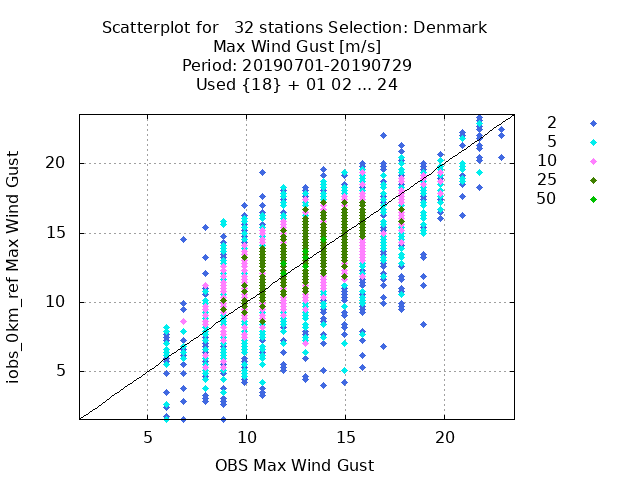 Scatterplot for   32 stations Selection: Denmark
Max Wind Gust [m/s]
Period: 20190701-20190729
Used {18} + 01 02 ... 24
2
5
10
25
50
iobs_0km_ref Max Wind Gust
20
15
10
5
5 10 15 20
OBS Max Wind Gust